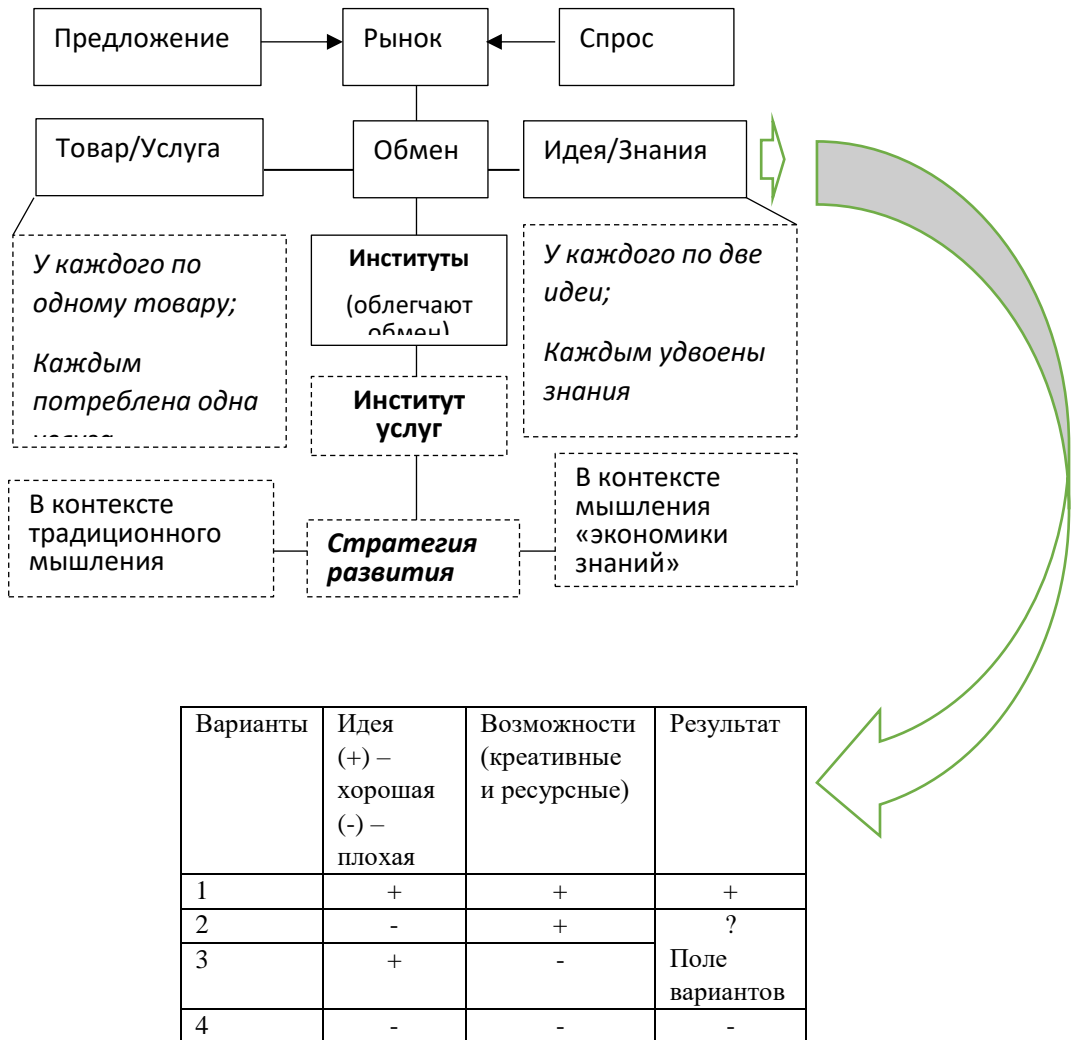 Предложение
Рынок
Спрос
Товар/Услуга
Обмен
Идея/Знания
У каждого по
одному товару;
Каждым
потреблена одна
Институты
(облегчают
обмен)
У каждого по две
идеи;
Каждым удвоены
знания
Институт
услуг
В контексте
традиционного
мышления
Стратегия
развития
В контексте
мышления
«экономики
знаний»
Варианты
Идея
(+) –
хорошая
(-) –
плохая
Возможности
(креативные
и ресурсные)
Результат
1 + + +
2 - + ?
3 + - Поле
вариантов
4 - - -